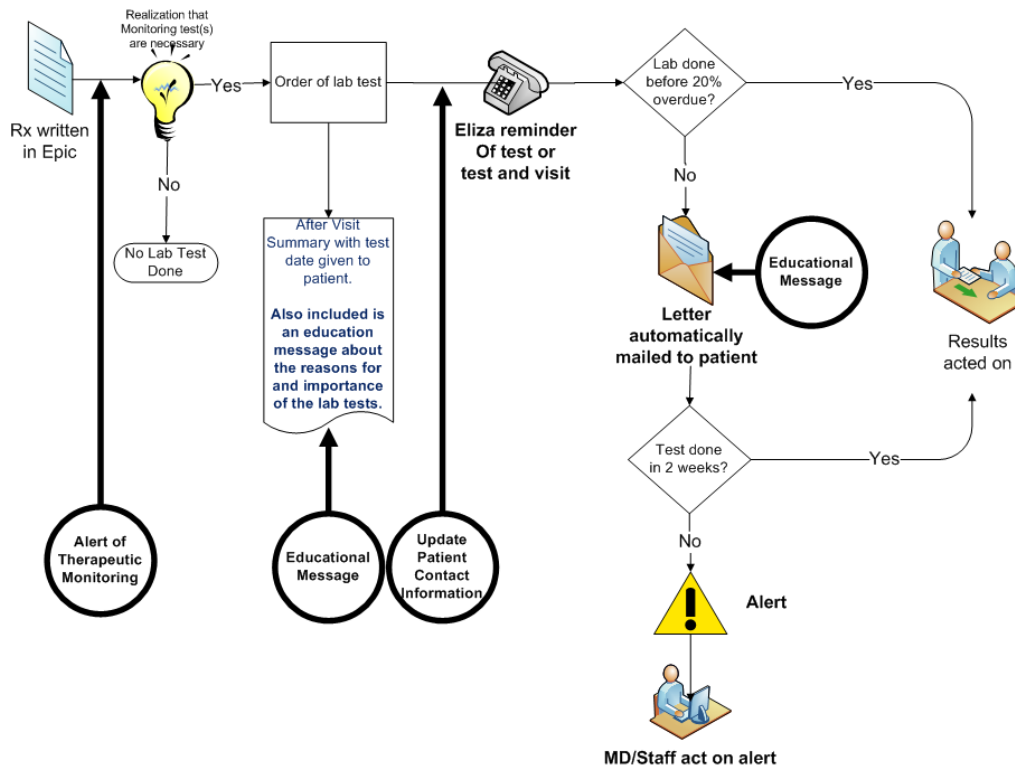 Realization that
Monitoring test(s)
are necessary
Rx written
in Epic
Yes
No
No Lab Test
Done
Order of lab test
After Visit
Summary with test
date given to
patient.
Also included is
an education
message about
the reasons for
and importance
of the lab tests.
Eliza reminder
Of test or
test and visit
Lab done
before 20%
overdue?
Yes
No
Letter
automatically
mailed to patient
Educational
Message
Results
acted on
Test done
in 2 weeks?
Yes
No
Alert
MD/Staff act on alert
Alert of
Therapeutic
Monitoring
Educational
Message
Update
Patient
Contact
Information